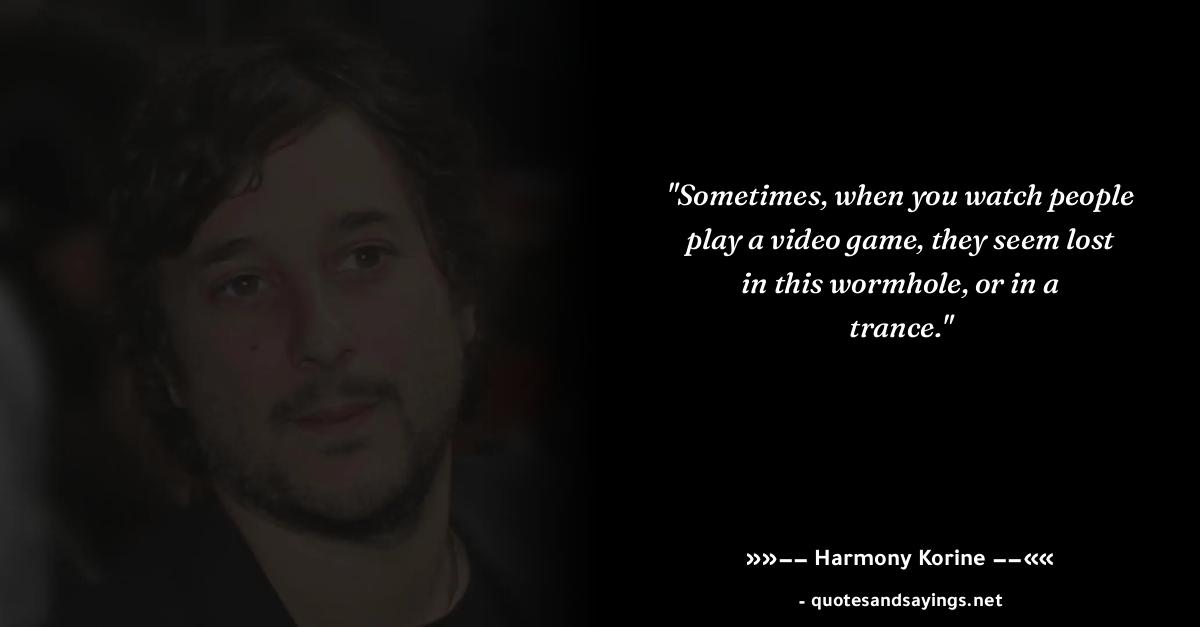 "Sometimes, when you watch people
play a video game, they seem lost
in this wormhole, or in a
trance."
»»−− Harmony Korine −−««
- quotesandsayings.net